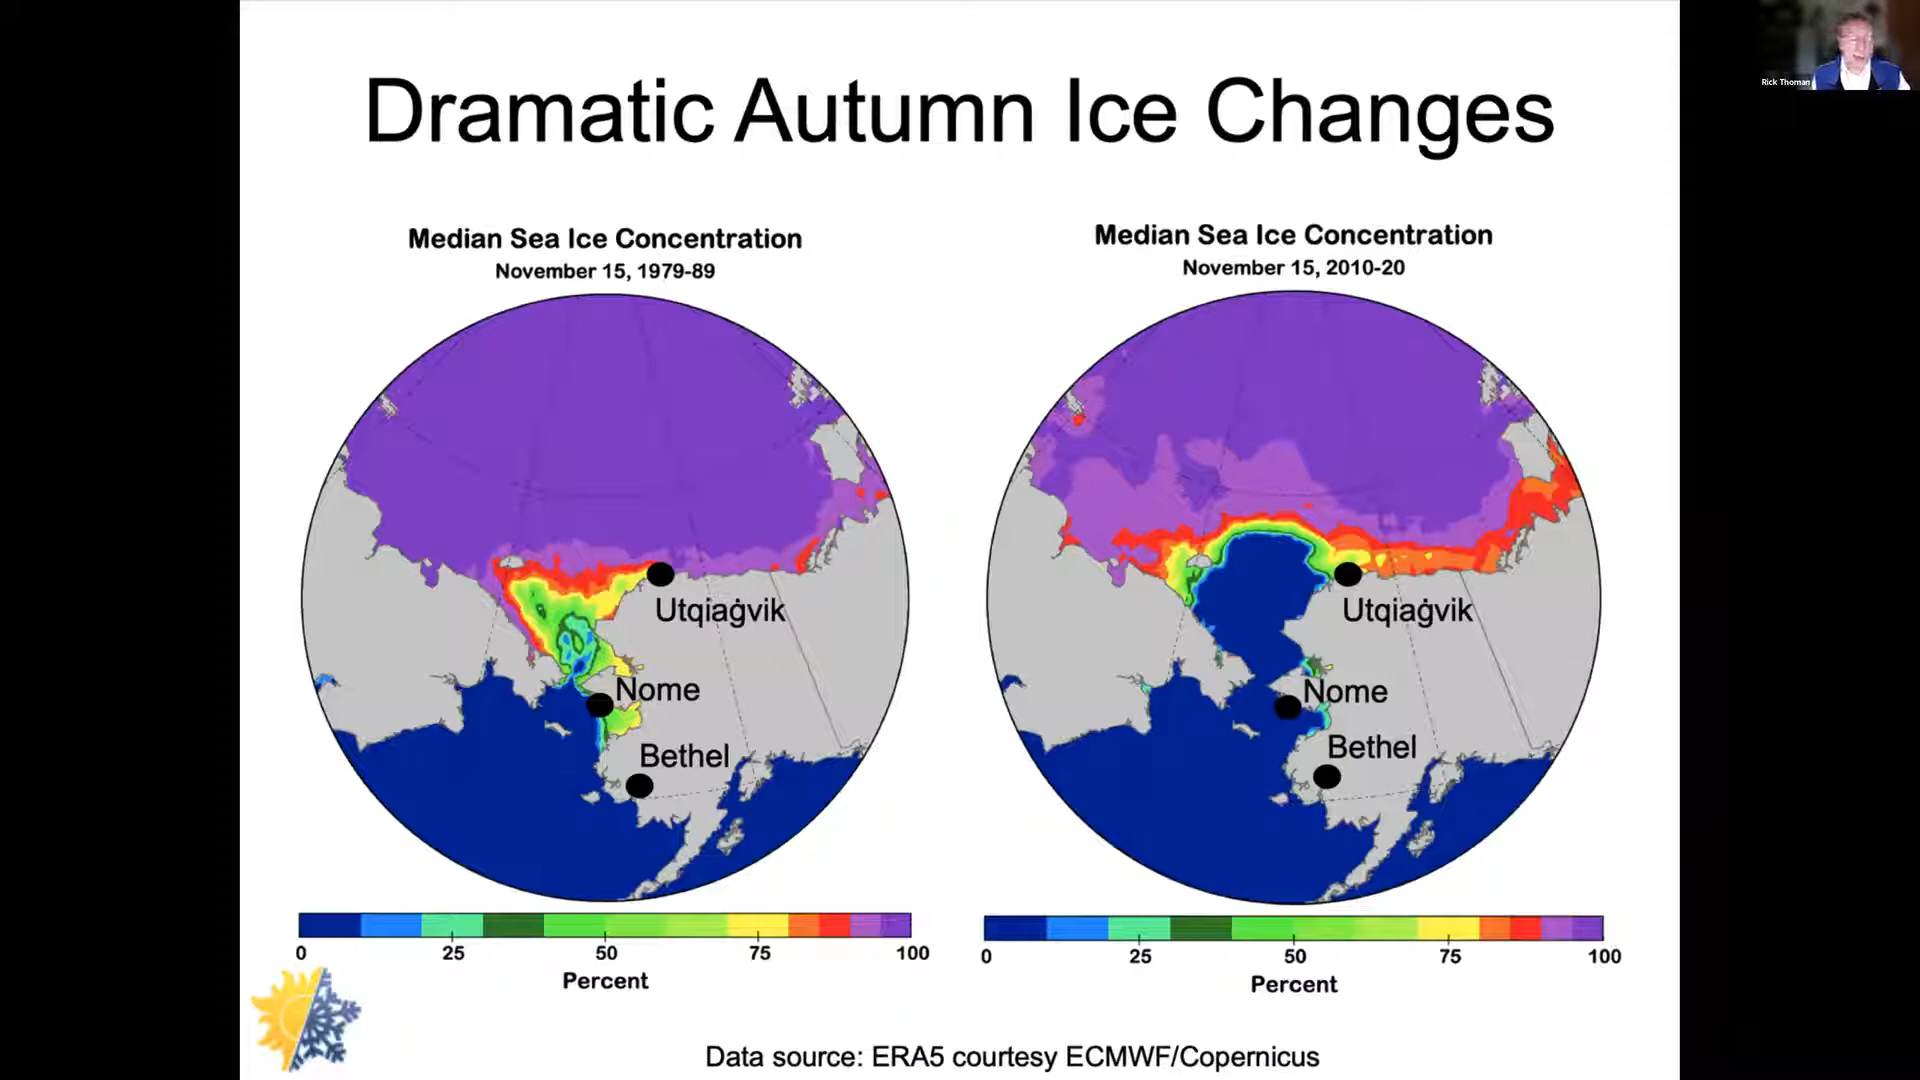 Dramatic Autumn Ice Changes
Rick Thoman
Median Sea Ice Concentration
November 15, 1979-89
Utqiaġvik
Nome
Bethel
0 25 50 75 100
Percent
Median Sea Ice Concentration
November 15, 2010-20
Utqiaġvik
Nome
Bethel
0 25 50 75 100
Percent
Data source: ERA5 courtesy ECMWF/Copernicus